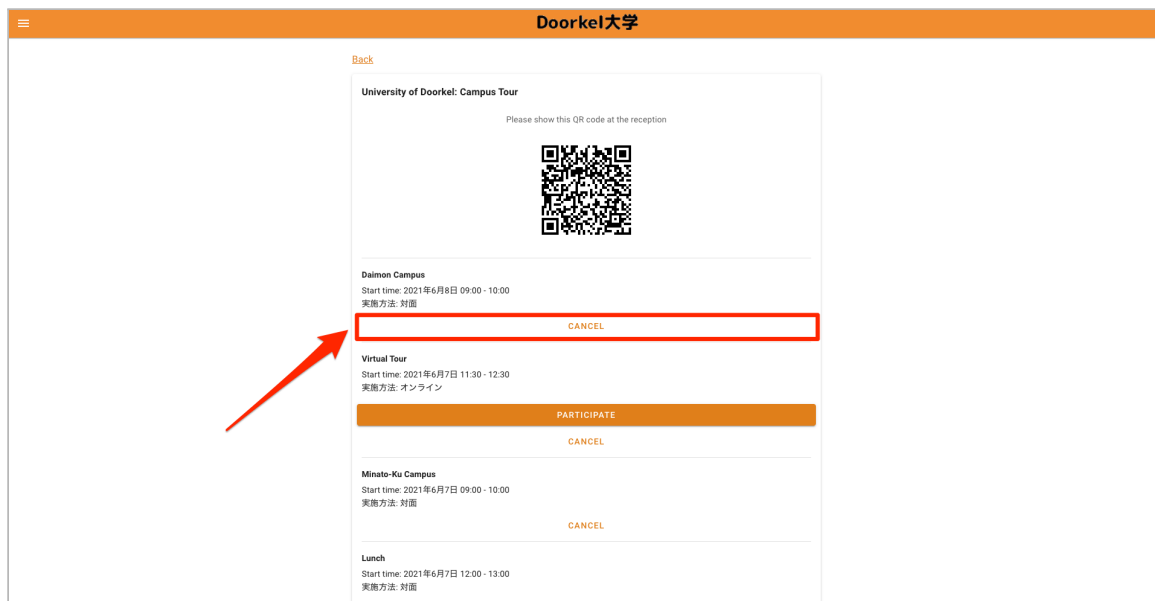 Doorkel大学
Back
University of Doorkel: Campus Tour
Please show this QR code at the reception
Daimon Campus
Start time: 2021年6月8日 09:00 - 10:00
実施方法: 対面
CANCEL
Virtual Tour
Start time: 2021年6月7日 11:30 - 12:30
実施方法: オンライン
PARTICIPATE
CANCEL
Minato-Ku Campus
Start time: 2021年6月7日 09:00 - 10:00
実施方法: 対面
CANCEL
Lunch
Start time: 2021年6月7日 12:00 - 13:00
実施方法: 対面